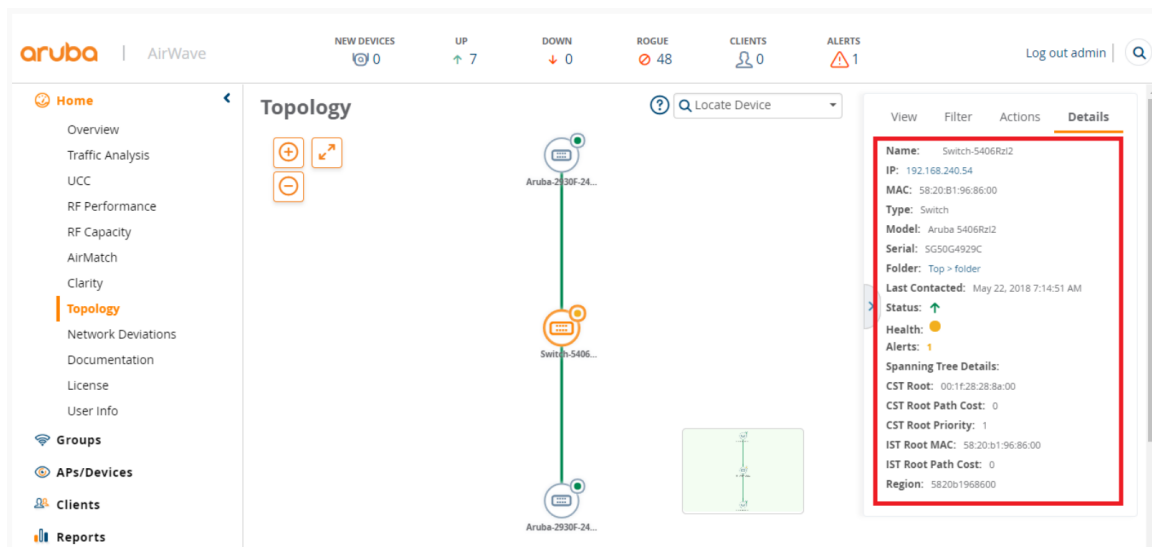 aruba | AirWave
NEW DEVICES
0
UP
7
DOWN
0
ROGUE
48
CLIENTS
0
ALERTS
1
Log out admin
Home
Overview
Traffic Analysis
UCC
RF Performance
RF Capacity
AirMatch
Clarity
Topology
Network Deviations
Documentation
License
User Info
Groups
APs/Devices
Clients
Reports
Topology
Locate Device
Aruba-2930F-24...
Switch-5406...
Aruba-2930F-24...
View Filter Actions Details
Name: Switch-5406Rzl2
IP: 192.168.240.54
MAC: 58:20:B1:96:86:00
Type: Switch
Model: Aruba 5406Rzl2
Serial: SG50G4929C
Folder: Top > folder
Last Contacted: May 22, 2018 7:14:51 AM
Status:
Health:
Alerts: 1
Spanning Tree Details:
CST Root: 00:1f:28:28:8a:00
CST Root Path Cost: 0
CST Root Priority: 1
IST Root MAC: 58:20:b1:96:86:00
IST Root Path Cost: 0
Region: 5820b1968600